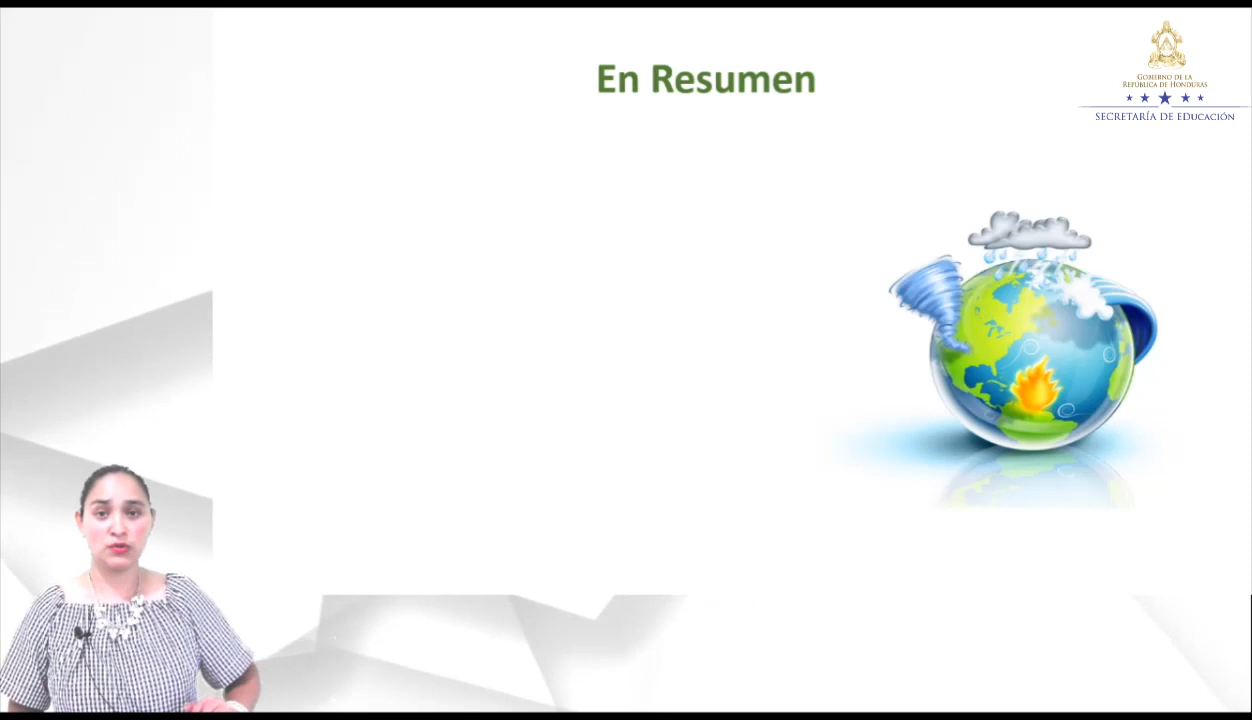 En Resumen
GOBIERNO DE LA
REPÚBLICA DE HONDURAS
SECRETARÍA DE EDUCACIÓN